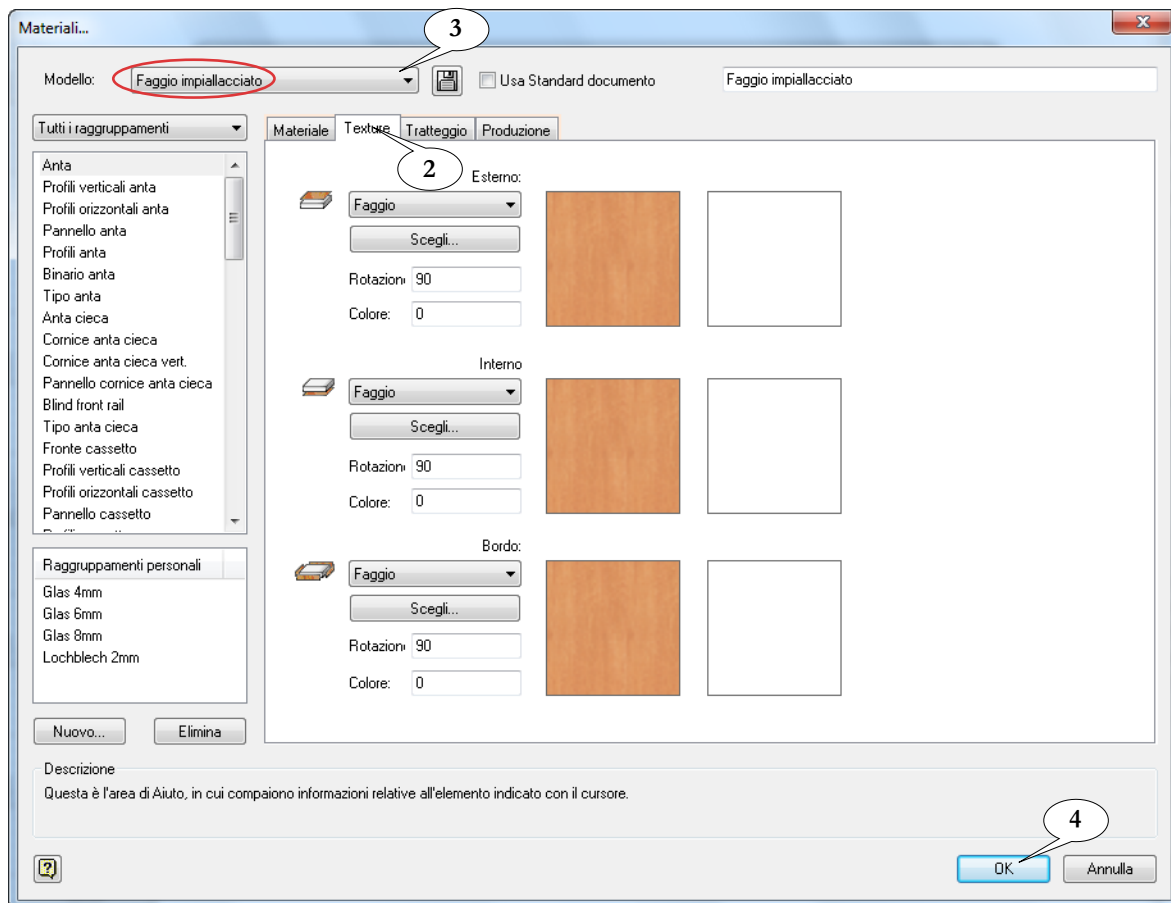 Materiali...
3
Modello: Faggio impiallacciato Usa Standard documento Faggio impiallacciato
Tutti i raggruppamenti
Materiale Texture Tratteggio Produzione
2
Anta
Profili verticali anta
Profili orizzontali anta
Pannello anta
Profili anta
Binario anta
Tipo anta
Anta cieca
Cornice anta cieca
Cornice anta cieca vert.
Pannello cornice anta cieca
Blind front rail
Tipo anta cieca
Fronte cassetto
Profili verticali cassetto
Profili orizzontali cassetto
Pannello cassetto
Esterno:
Faggio
Scegli...
Rotazion 90
Colore: 0
Interno
Faggio
Scegli...
Rotazion 90
Colore: 0
Bordo:
Faggio
Scegli...
Rotazion 90
Colore: 0
Raggruppamenti personali
Glas 4mm
Glas 6mm
Glas 8mm
Lochblech 2mm
Nuovo... Elimina
Descrizione
Questa è l'area di Aiuto, in cui compaiono informazioni relative all'elemento indicato con il cursore.
4
OK Annulla